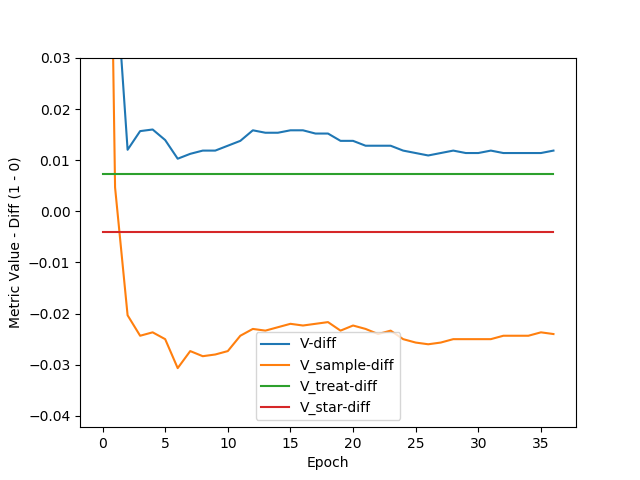 0.03
0.02
0.01
0.00
−0.01
−0.02
−0.03
−0.04
Metric Value - Diff (1 - 0)
V-diff
V_sample-diff
V_treat-diff
V_star-diff
0 5 10 15 20 25 30 35
Epoch